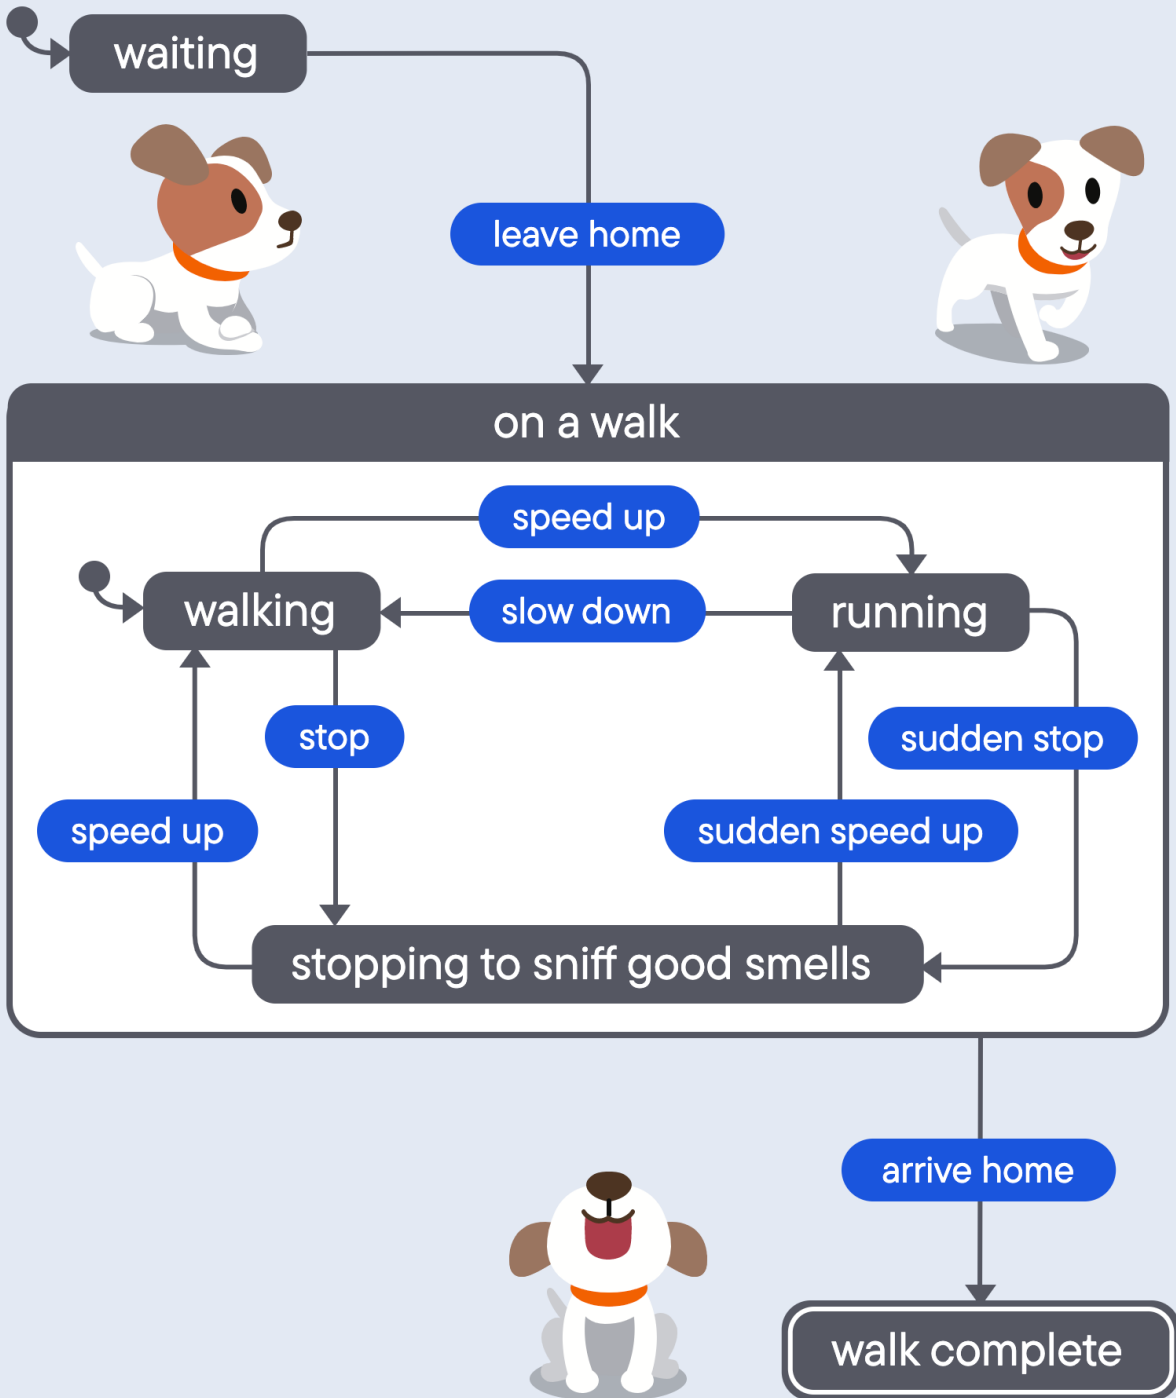 waiting
leave home
on a walk
speed up
walking
slow down
running
stop
sudden stop
speed up
sudden speed up
stopping to sniff good smells
arrive home
walk complete